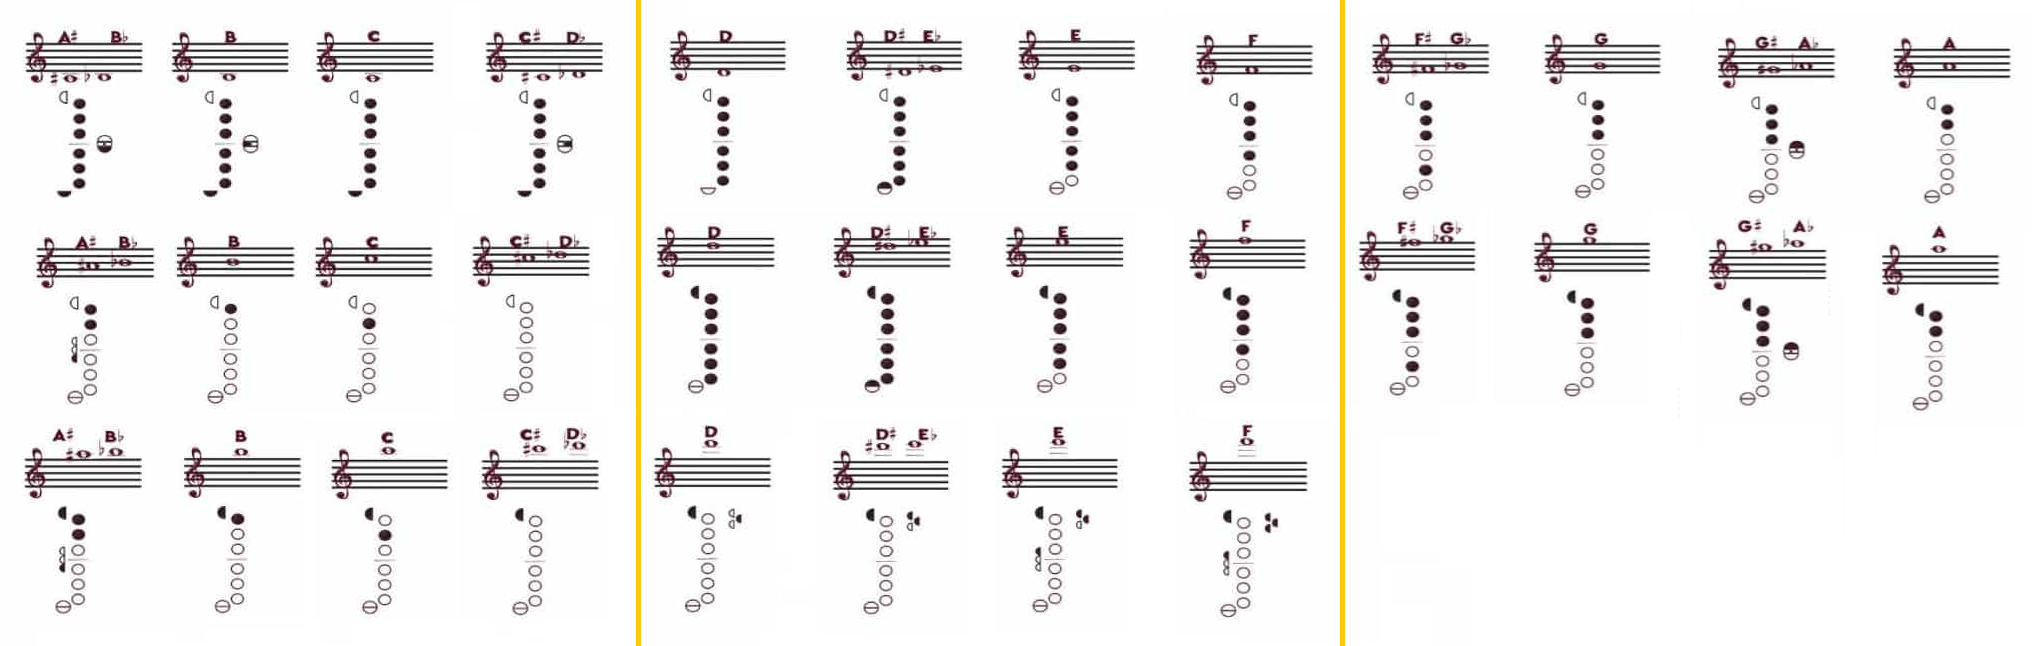 A♯ B♭ B C C♯ D♭ D D♯ E♭ E F F♯ G♭ G G♯ A♭ A
A♯ B♭ B C C♯ D♭ D D♯ E♭ E F F♯ G♭ G G♯ A♭ A
A♯ B♭ B C C♯ D♭ D D♯ E♭ E F